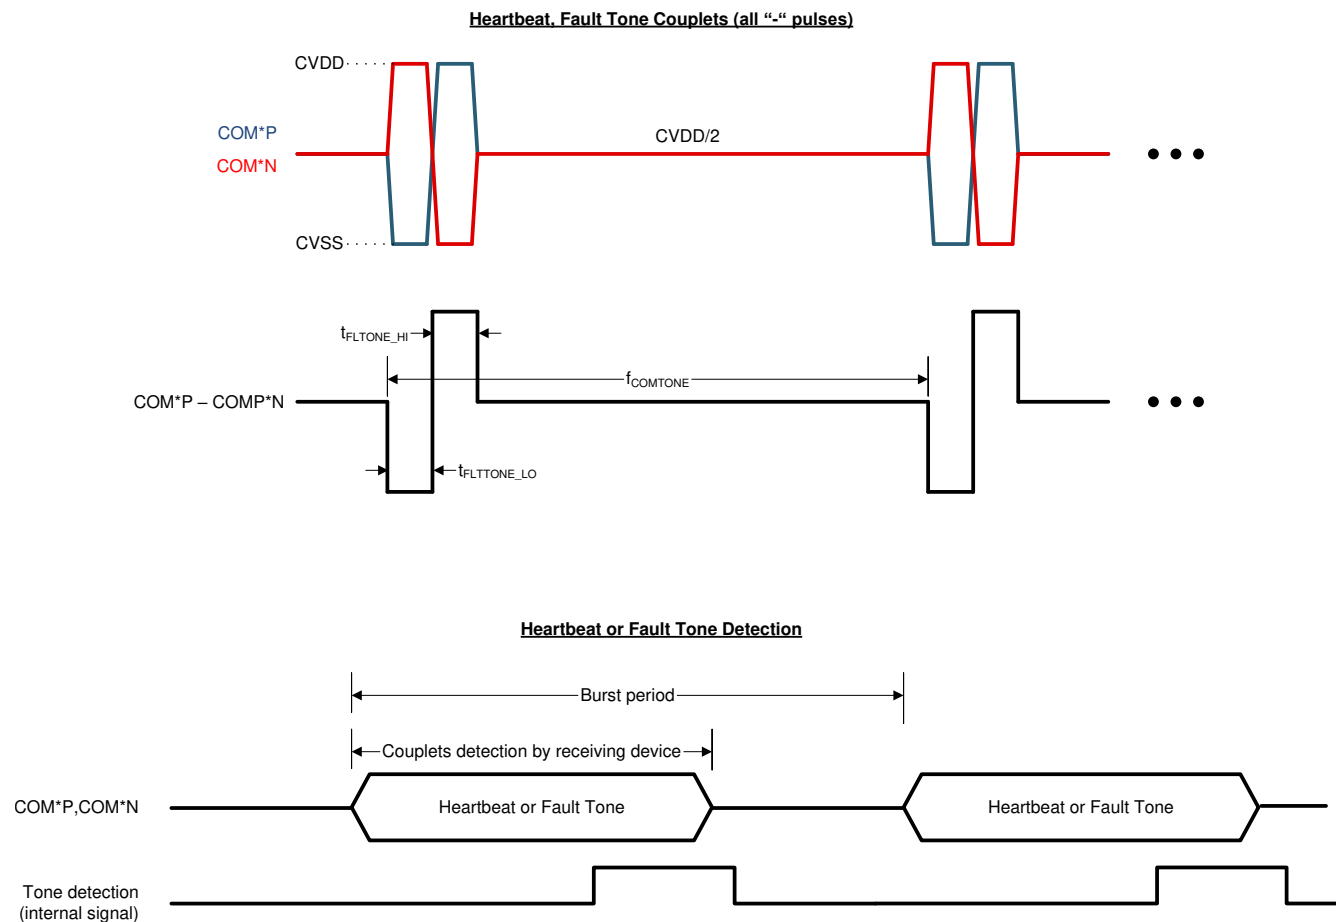 Heartbeat, Fault Tone Couplets (all “-“ pulses)
CVDD
COM*P
COM*N
CVDD/2
CVSS
tFLTONE_HI
fCOMTONE
COM*P – COMP*N
tFLTTONE_LO
Heartbeat or Fault Tone Detection
Burst period
Couplets detection by receiving device
COM*P,COM*N
Heartbeat or Fault Tone
Heartbeat or Fault Tone
Tone detection
(internal signal)